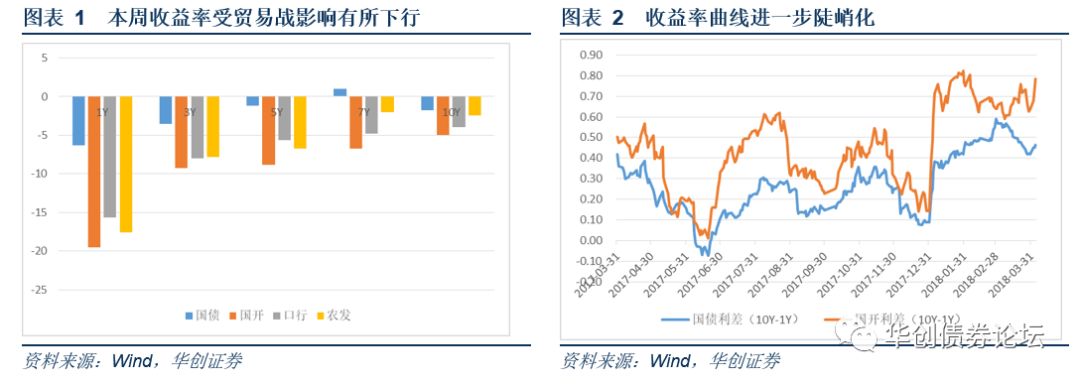 图表 1 本周收益率受贸易战影响有所下行
5
0
-5
-10
-15
-20
-25
1Y 3Y 5Y 7Y 10Y
国债 国开 口行 农发
资料来源：Wind，华创证券
图表 2 收益率曲线进一步陡峭化
0.90
0.80
0.70
0.60
0.50
0.40
0.30
0.20
0.10
0.00
-0.10
-0.20
2017-03-31 2017-04-30 2017-05-31 2017-06-30 2017-07-31 2017-08-31 2017-09-30 2017-10-31 2017-11-30 2017-12-31 2018-01-31 2018-02-28 2018-03-31
国债利差（10Y-1Y） 国开利差（10Y-1Y）
华创债券论坛
资料来源：Wind，华创证券